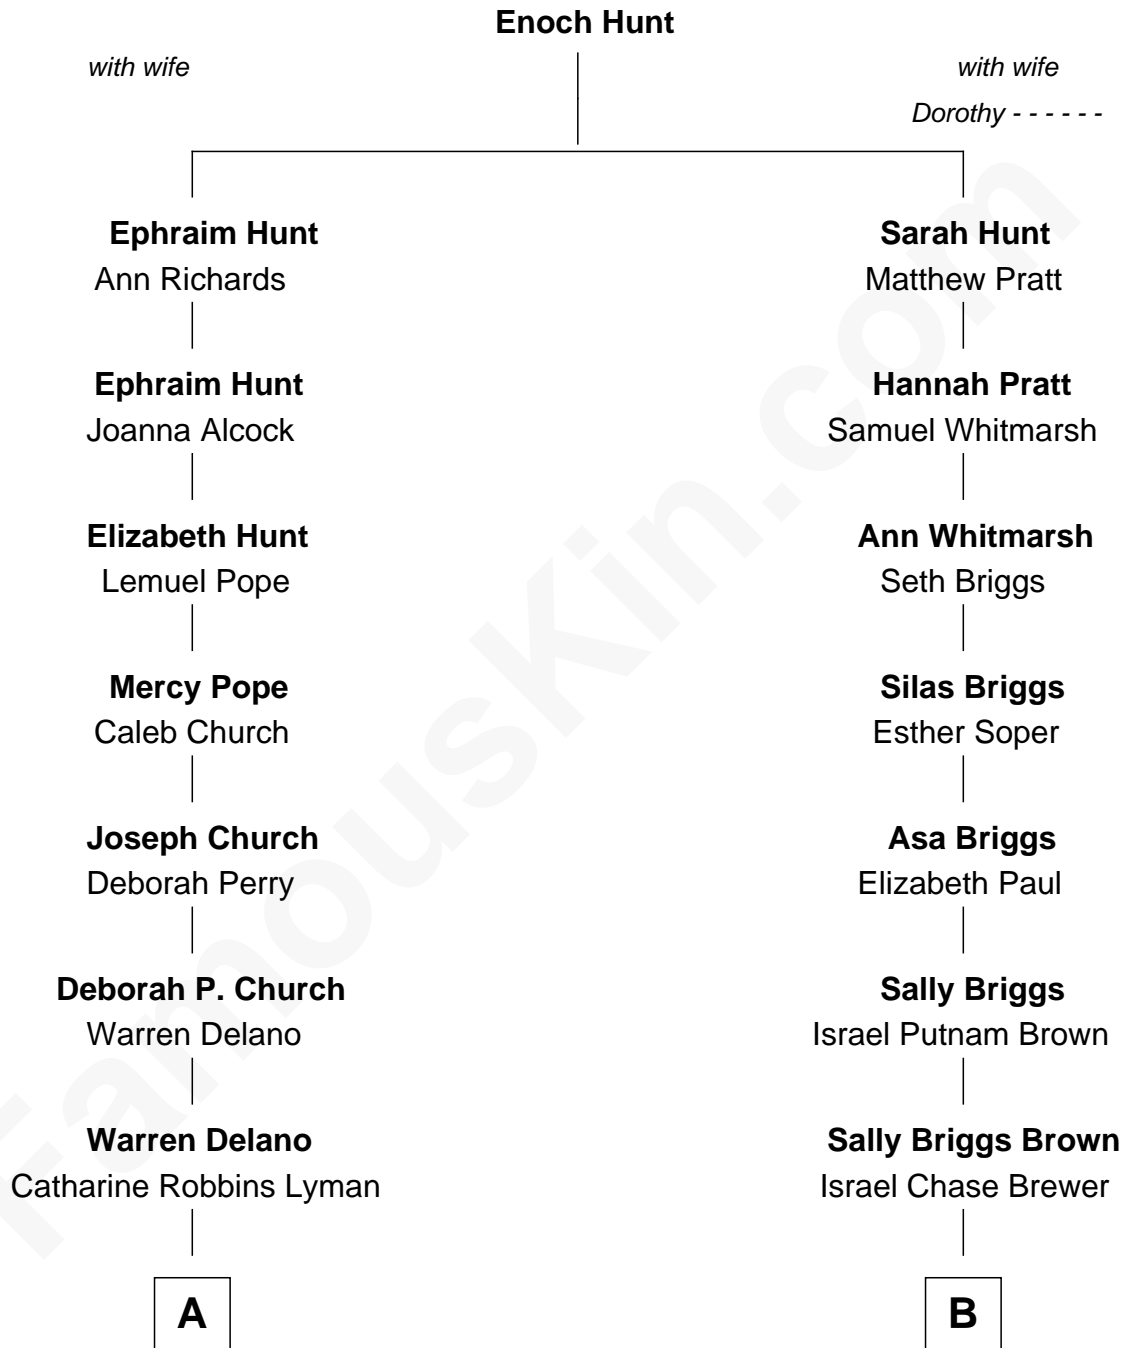 Enoch Hunt
with wife
with wife
Dorothy - - - - - -
Ephraim Hunt
Ann Richards
Sarah Hunt
Matthew Pratt
Ephraim Hunt
Joanna Alcock
Hannah Pratt
Samuel Whitmarsh
Elizabeth Hunt
Lemuel Pope
Ann Whitmarsh
Seth Briggs
Mercy Pope
Caleb Church
Silas Briggs
Esther Soper
Joseph Church
Deborah Perry
Asa Briggs
Elizabeth Paul
Deborah P. Church
Warren Delano
Sally Briggs
Israel Putnam Brown
Warren Delano
Catharine Robbins Lyman
Sally Briggs Brown
Israel Chase Brewer
A
B
FamousKin.com